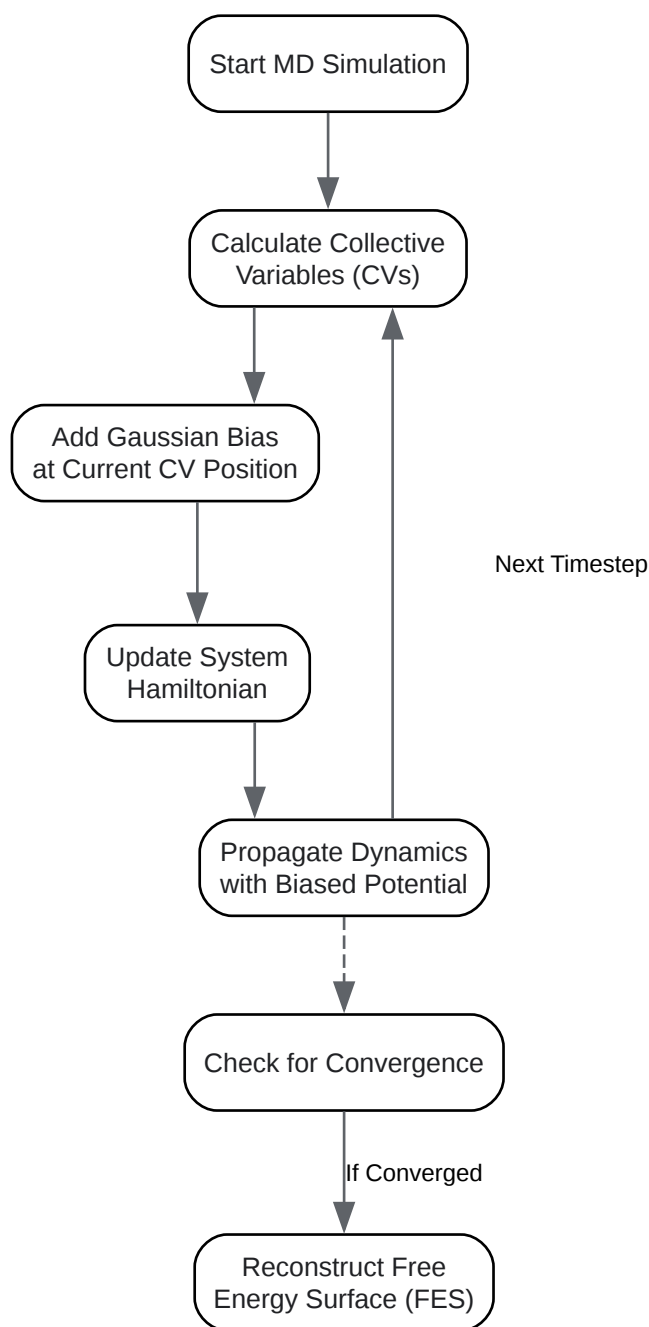 Start MD Simulation
Calculate Collective
Variables (CVs)
Add Gaussian Bias
at Current CV Position
Next Timestep
Update System
Hamiltonian
Propagate Dynamics
with Biased Potential
Check for Convergence
If Converged
Reconstruct Free
Energy Surface (FES)